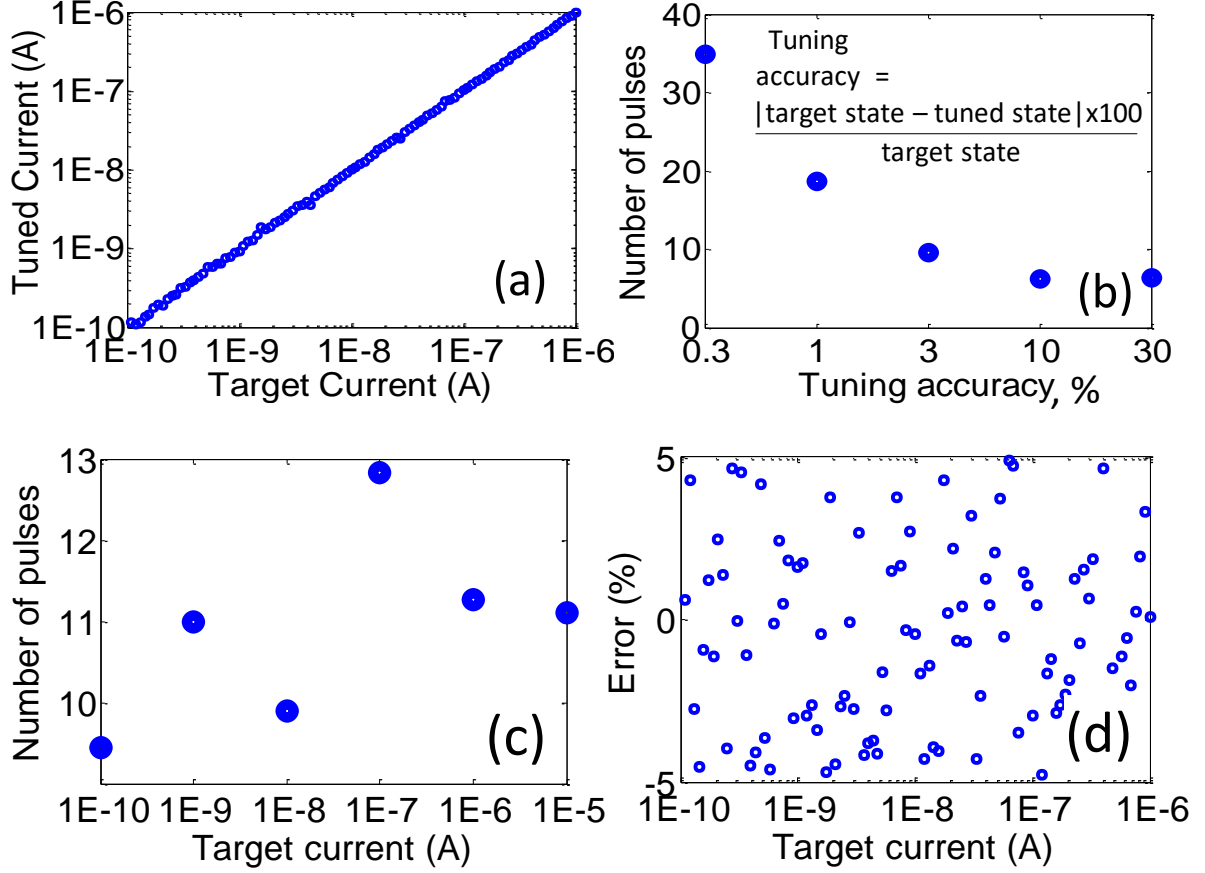 Tuned Current (A)
1E-6
1E-7
1E-8
1E-9
1E-10
1E-10 1E-9 1E-8 1E-7 1E-6
Target Current (A)
(a)
Number of pulses
40
30
20
10
0
Tuning
accuracy =
|target state – tuned state|x100
target state
(b)
0.3 1 3 10 30
Tuning accuracy, %
Number of pulses
13
12
11
10
(c)
1E-10 1E-9 1E-8 1E-7 1E-6 1E-5
Target current (A)
Error (%)
5
0
-5
(d)
1E-10 1E-9 1E-8 1E-7 1E-6
Target current (A)